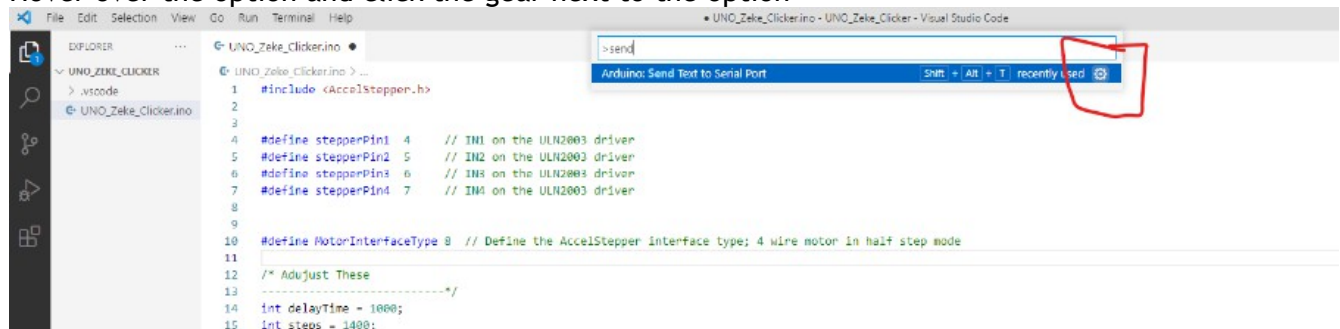 Hover over the option and click the gear next to the option
File Edit Selection View Go Run Terminal Help
● UNO_Zeke_Clicker.ino - UNO_Zeke_Clicker - Visual Studio Code
EXPLORER ...
UNO_ZEKE_CLICKER
> .vscode
UNO_Zeke_Clicker.ino
1
UNO_Zeke_Clicker.ino ●
UNO_Zeke_Clicker.ino > ...
>send
Arduino: Send Text to Serial Port Shift + Alt + T recently used
1 #include <AccelStepper.h>
2
3
4 #define stepperPin1 4 // IN1 on the ULN2003 driver
5 #define stepperPin2 5 // IN2 on the ULN2003 driver
6 #define stepperPin3 6 // IN3 on the ULN2003 driver
7 #define stepperPin4 7 // IN4 on the ULN2003 driver
8
9
10 #define MotorInterfaceType 8 // Define the AccelStepper interface type; 4 wire motor in half step mode
11
12 /* Adujust These
13 ---------------------------*/
14 int delayTime = 1000;
15 int steps = 1400;